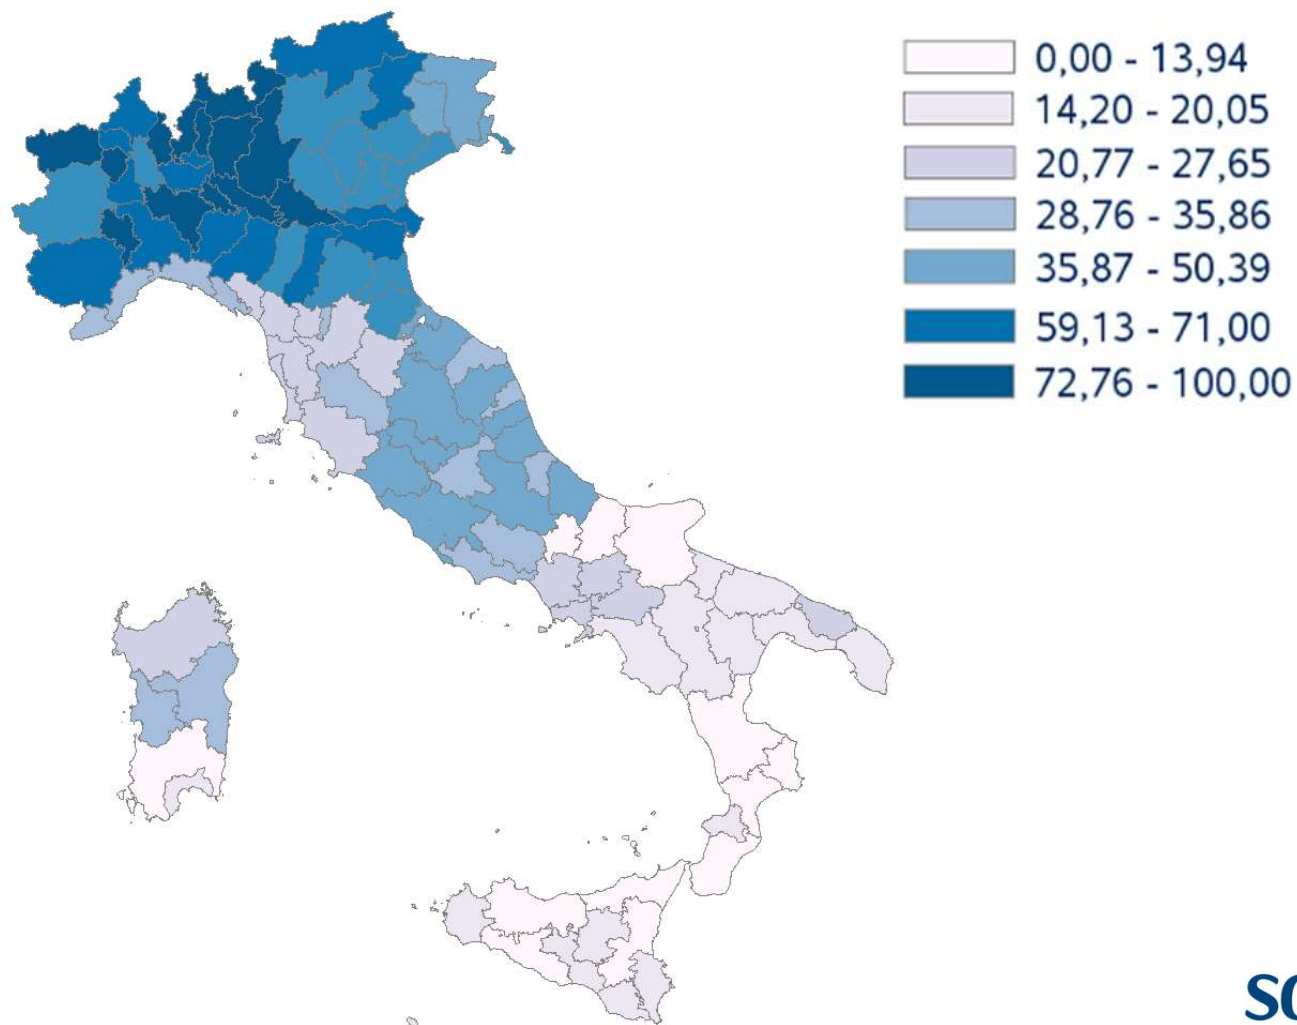 0,00 - 13,94
14,20 - 20,05
20,77 - 27,65
28,76 - 35,86
35,87 - 50,39
59,13 - 71,00
72,76 - 100,00